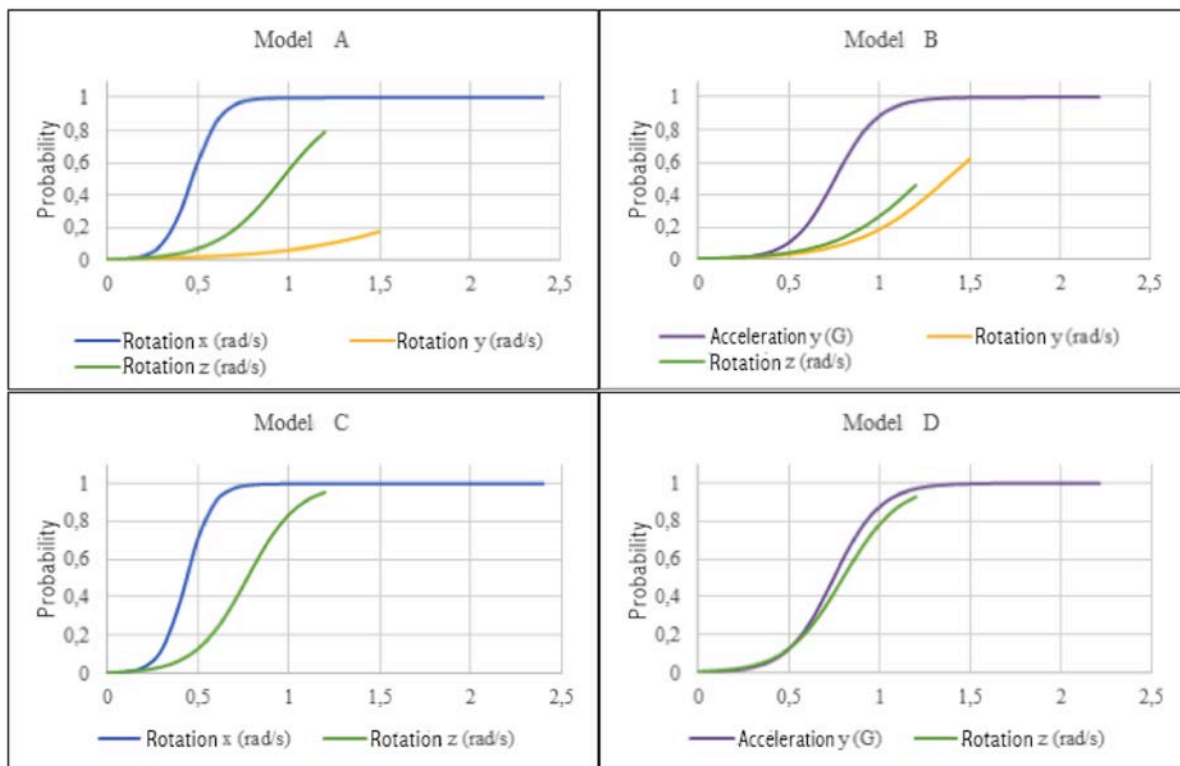 Model A
Probability
1
0,8
0,6
0,4
0,2
0
0 0,5 1 1,5 2 2,5
Rotation x (rad/s) Rotation y (rad/s)
Rotation z (rad/s)
Model B
Probability
1
0,8
0,6
0,4
0,2
0
0 0,5 1 1,5 2 2,5
Acceleration y (G) Rotation y (rad/s)
Rotation z (rad/s)
Model C
Probability
1
0,8
0,6
0,4
0,2
0
0 0,5 1 1,5 2 2,5
Rotation x (rad/s) Rotation z (rad/s)
Model D
Probability
1
0,8
0,6
0,4
0,2
0
0 0,5 1 1,5 2 2,5
Accéleration y (G) Rotation z (rad/s)